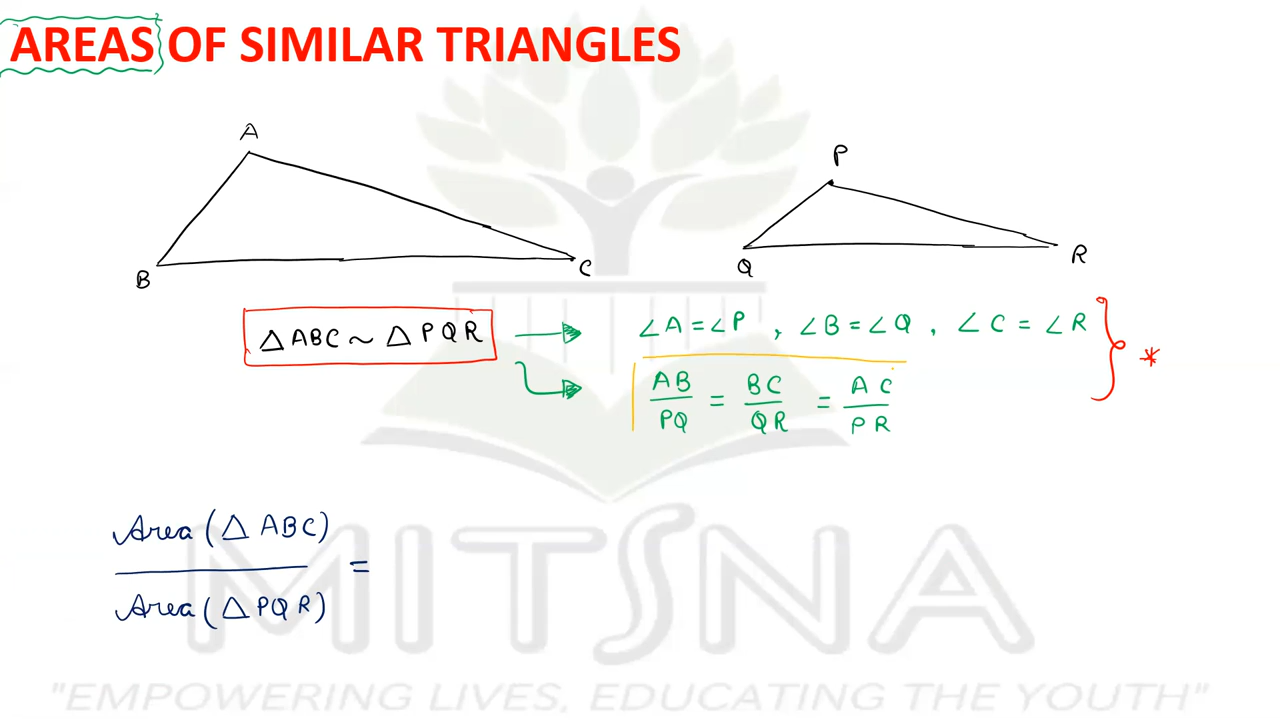 AREAS OF SIMILAR TRIANGLES
A
P
B
C
Q
R
△ABC ~ △PQR
∠A = ∠P , ∠B = ∠Q , ∠C = ∠R
*
AB/PQ = BC/QR = AC/PR
Area (△ ABC)
=
Area (△ PQR)
MITSNA
"EMPOWERING LIVES, EDUCATING THE YOUTH"